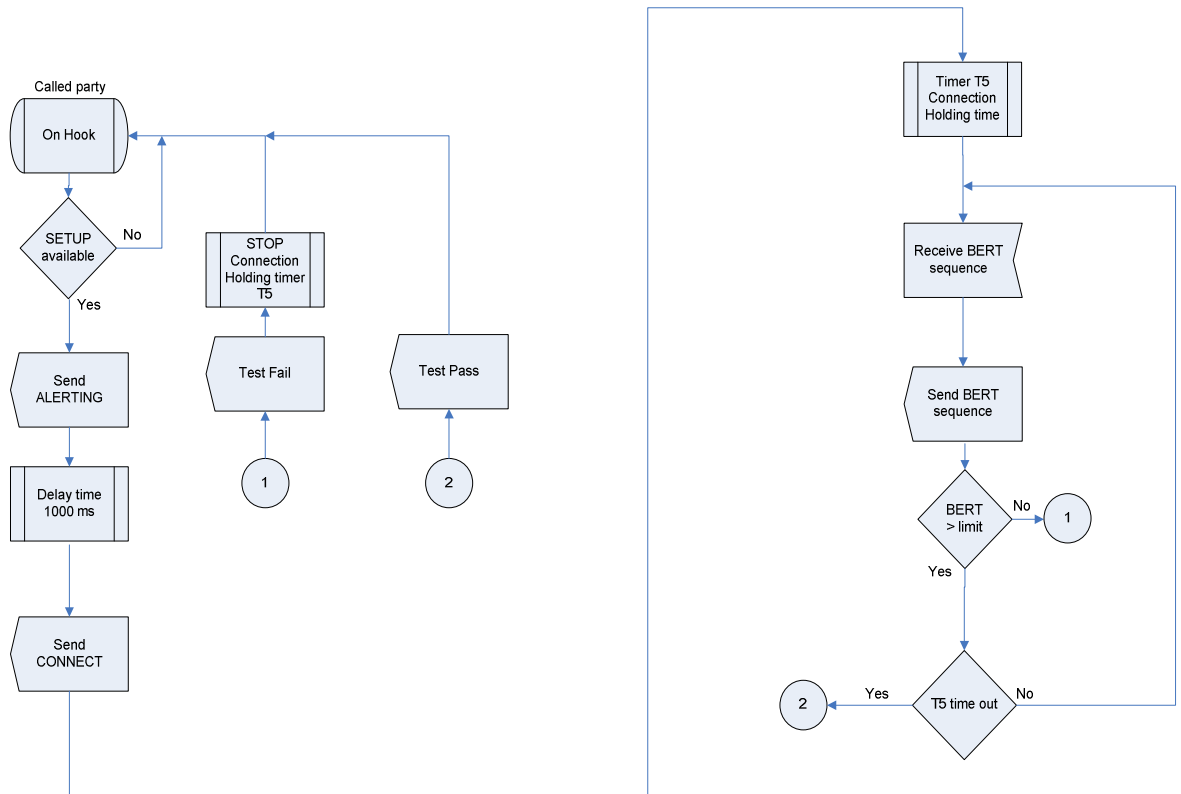 Called party
On Hook
SETUP
available
No
Yes
Send
ALERTING
Delay time
1000 ms
Send
CONNECT
STOP
Connection
Holding timer
T5
Test Fail
1
Test Pass
2
Timer T5
Connection
Holding time
Receive BERT
sequence
Send BERT
sequence
BERT
> limit
No
1
Yes
T5 time out
Yes
2
No